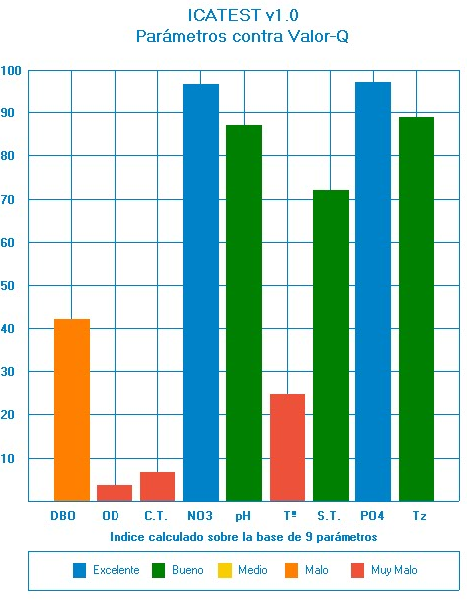 ICATEST v1.0
Parámetros contra Valor-Q
100
90
80
70
60
50
40
30
20
10
DBO OD C.T. NO3 pH Tª S.T. PO4 Tz
Indice calculado sobre la base de 9 parámetros
Excelente Bueno Medio Malo Muy Malo